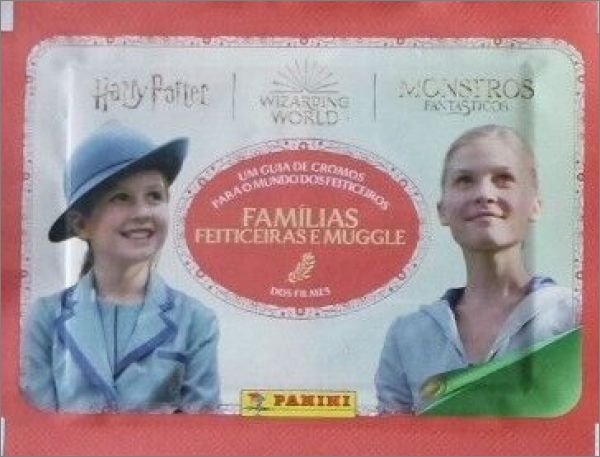 Harry Potter
WIZARDING
WORLD
MONSTROS
FANTÁSTICOS
UM GUIA DE CROMOS
PARA O MUNDO DOS FEITICEIROS
FAMÍLIAS
FEITICEIRAS E MUGGLE
DOS FILMES
PANINI